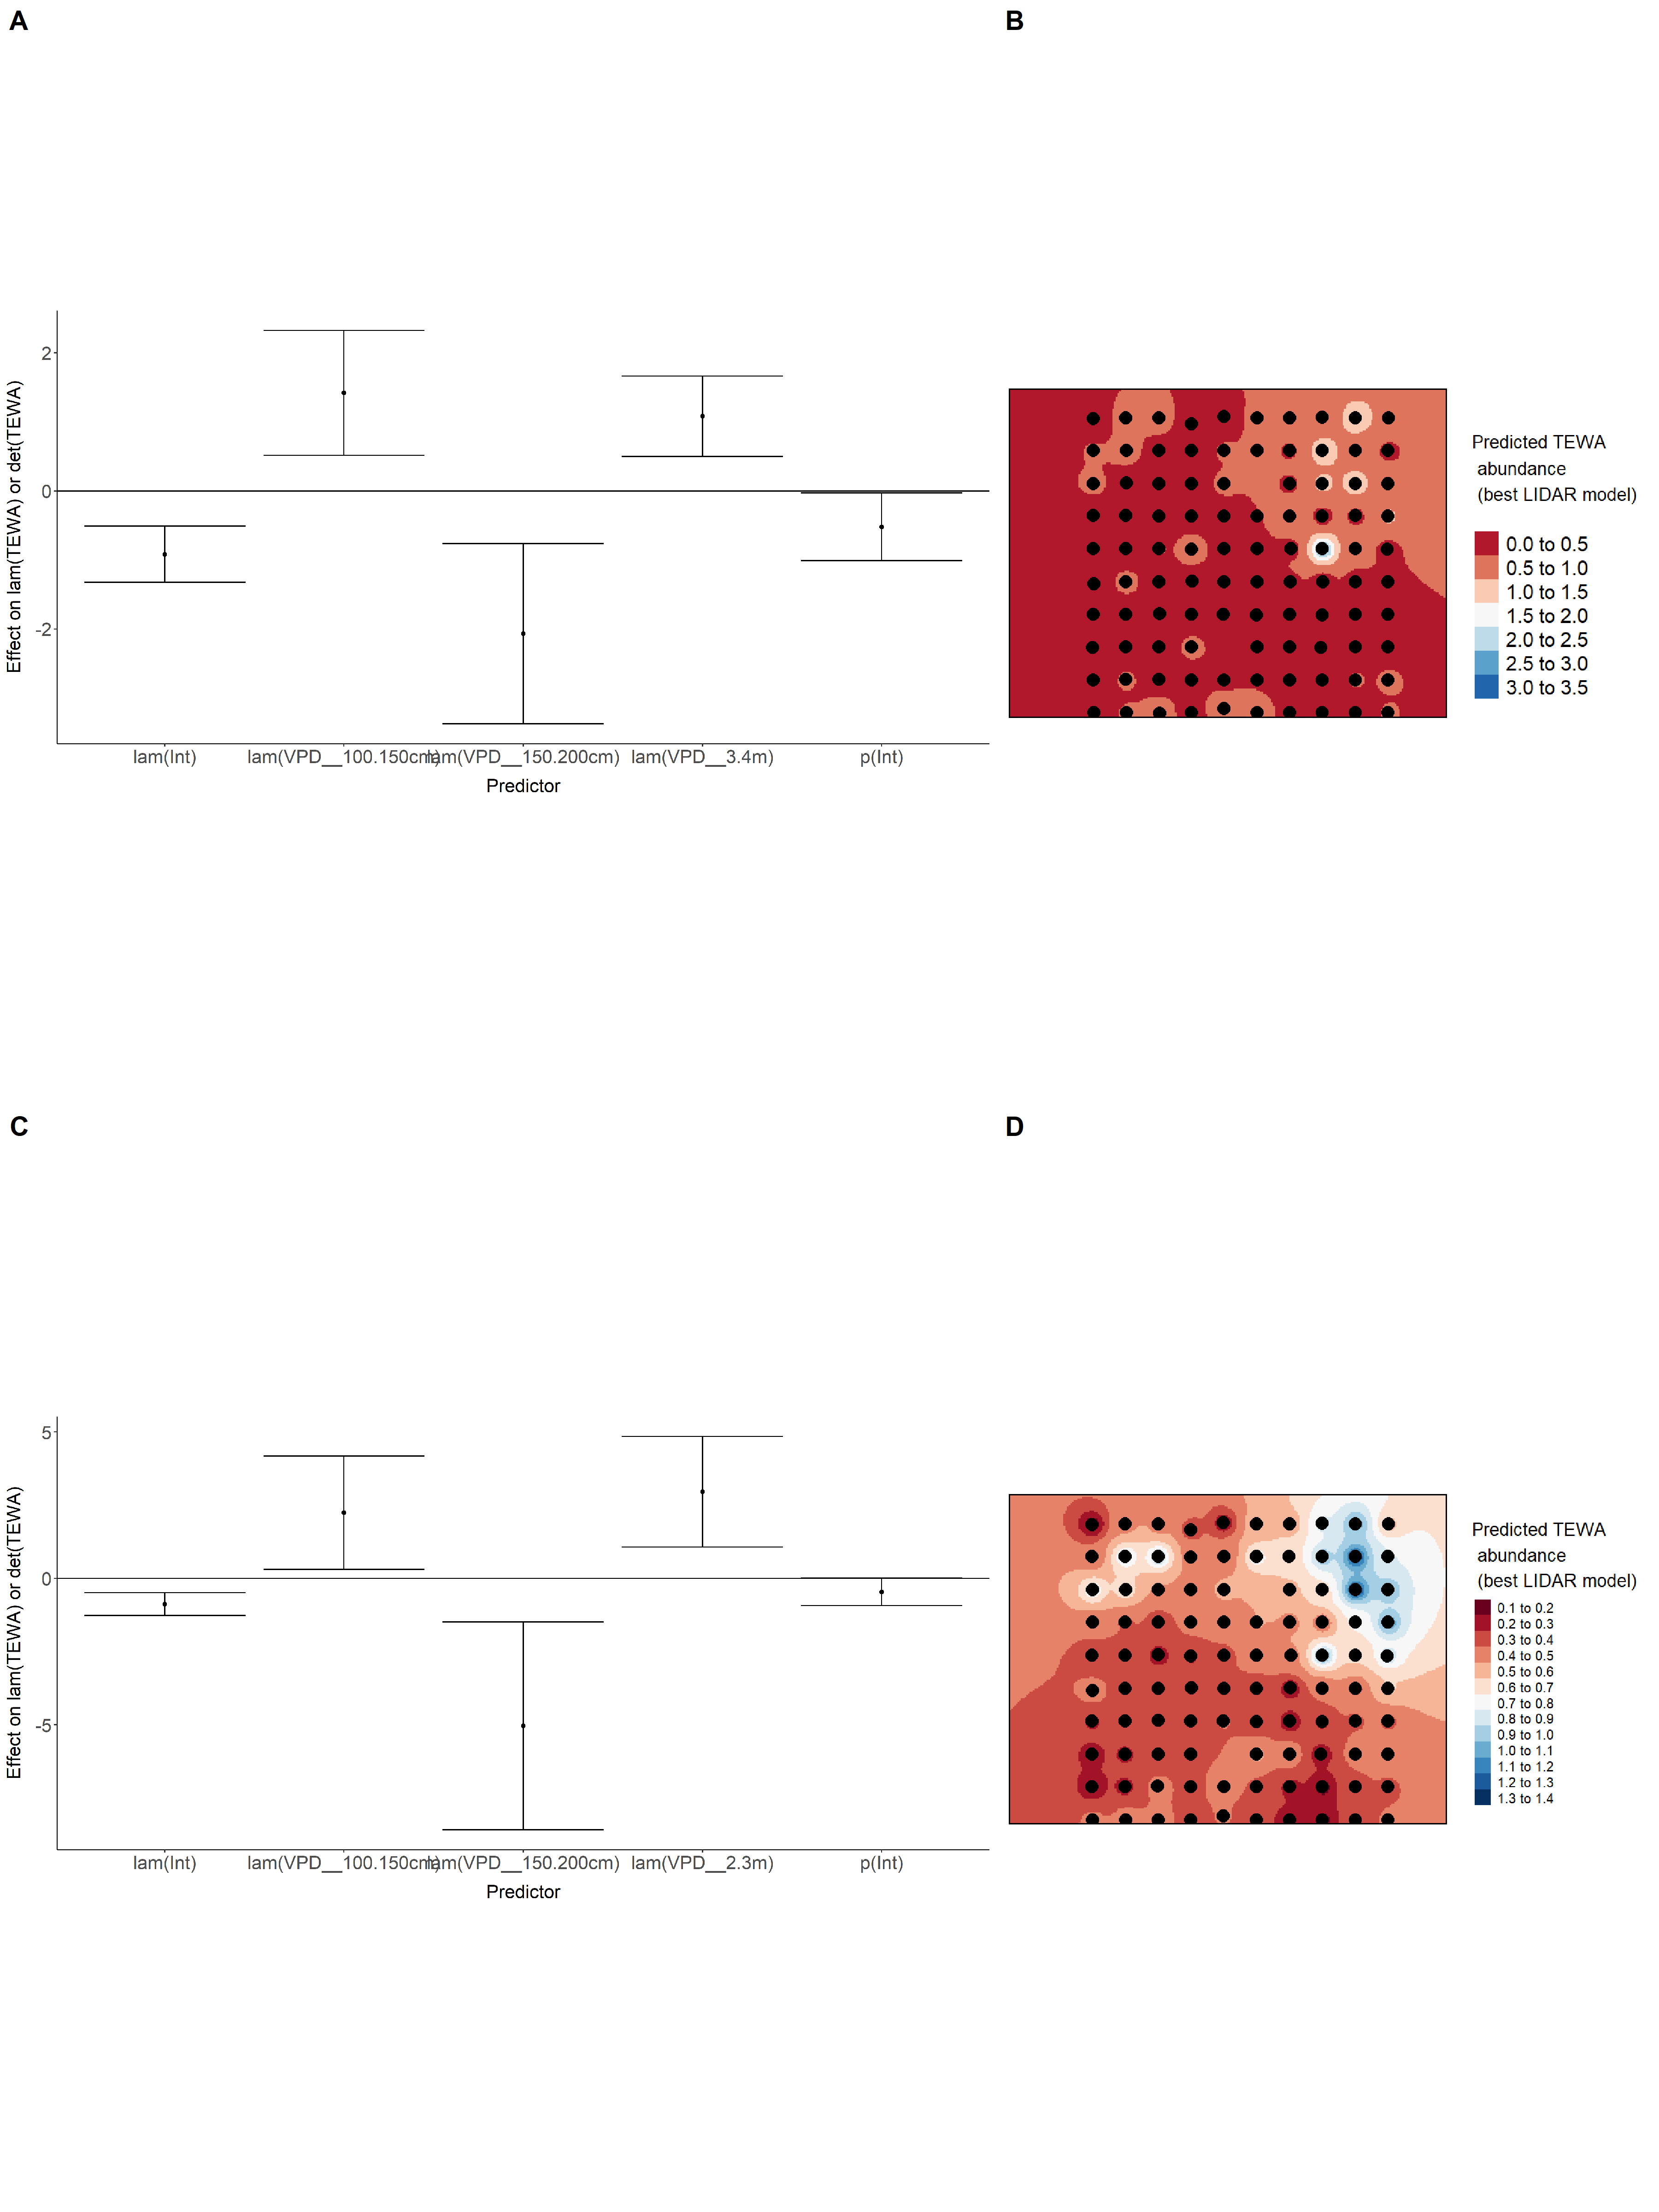 A
B
2
0
-2
Effect on lam(TEWA) or det(TEWA)
lam(Int)
lam(VPD__100.150cm)
lam(VPD__150.200cm)
lam(VPD__3.4m)
p(Int)
Predictor
Predicted TEWA
abundance
(best LIDAR model)
0.0 to 0.5
0.5 to 1.0
1.0 to 1.5
1.5 to 2.0
2.0 to 2.5
2.5 to 3.0
3.0 to 3.5
C
D
5
0
-5
Effect on lam(TEWA) or det(TEWA)
lam(Int)
lam(VPD__100.150cm)
lam(VPD__150.200cm)
lam(VPD__2.3m)
p(Int)
Predictor
Predicted TEWA
abundance
(best LIDAR model)
0.1 to 0.2
0.2 to 0.3
0.3 to 0.4
0.4 to 0.5
0.5 to 0.6
0.6 to 0.7
0.7 to 0.8
0.8 to 0.9
0.9 to 1.0
1.0 to 1.1
1.1 to 1.2
1.2 to 1.3
1.3 to 1.4